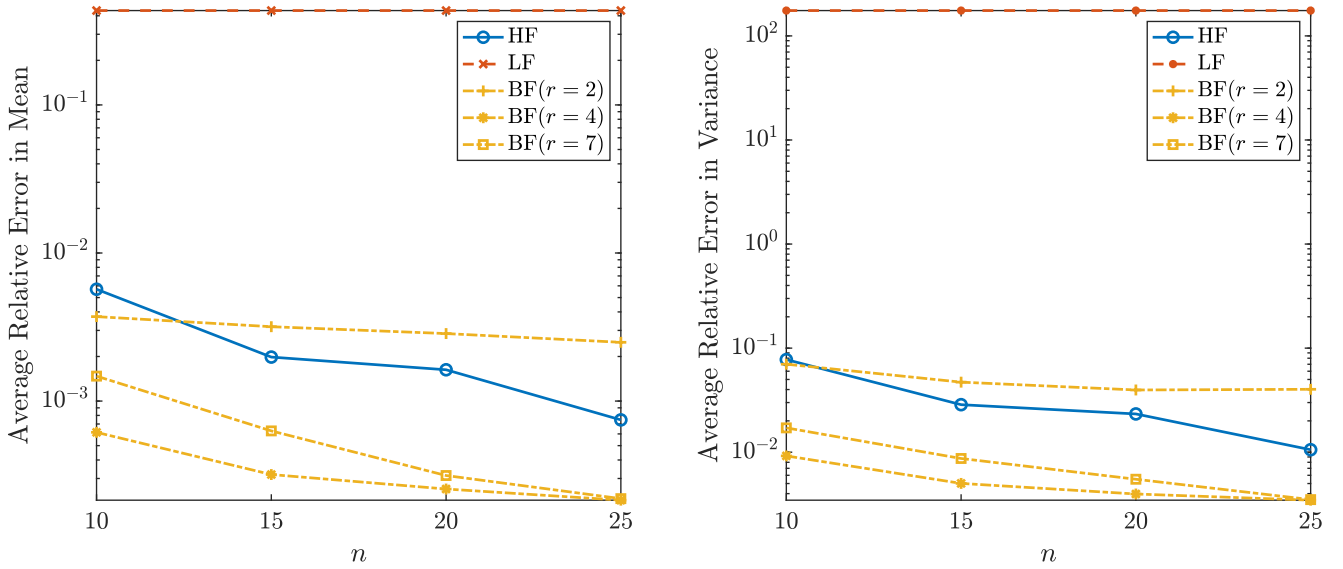 Average Relative Error in Mean
10^{-1}
10^{-2}
10^{-3}
10 15 20 25
n
HF
LF
BF(r = 2)
BF(r = 4)
BF(r = 7)
Average Relative Error in Variance
10^{2}
10^{1}
10^{0}
10^{-1}
10^{-2}
10 15 20 25
n
HF
LF
BF(r = 2)
BF(r = 4)
BF(r = 7)